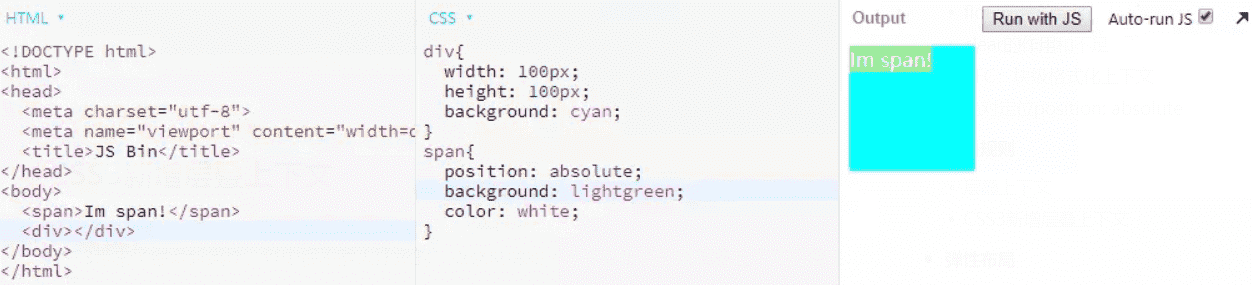 HTML ▾
<!DOCTYPE html>
<html>
<head>
<meta charset="utf-8">
<meta name="viewport" content="width=d
<title>JS Bin</title>
</head>
<body>
<span>Im span!</span>
<div></div>
</body>
</html>
CSS ▾
div{
width: 100px;
height: 100px;
background: cyan;
}
span{
position: absolute;
background: lightgreen;
color: white;
}
Output
Run with JS
Auto-run JS
Im span!